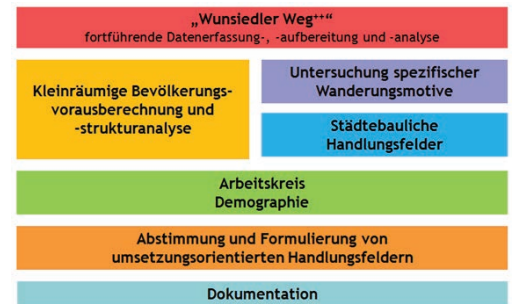 „Wunsiedler Weg⁺⁺“
fortführende Datenerfassung-, -aufbereitung und -analyse
Kleinräumige Bevölkerungs-
vorausberechnung und
-strukturanalyse
Untersuchung spezifischer
Wanderungsmotive
Städtebauliche
Handlungsfelder
Arbeitskreis
Demographie
Abstimmung und Formulierung von
umsetzungsorientierten Handlungsfeldern
Dokumentation